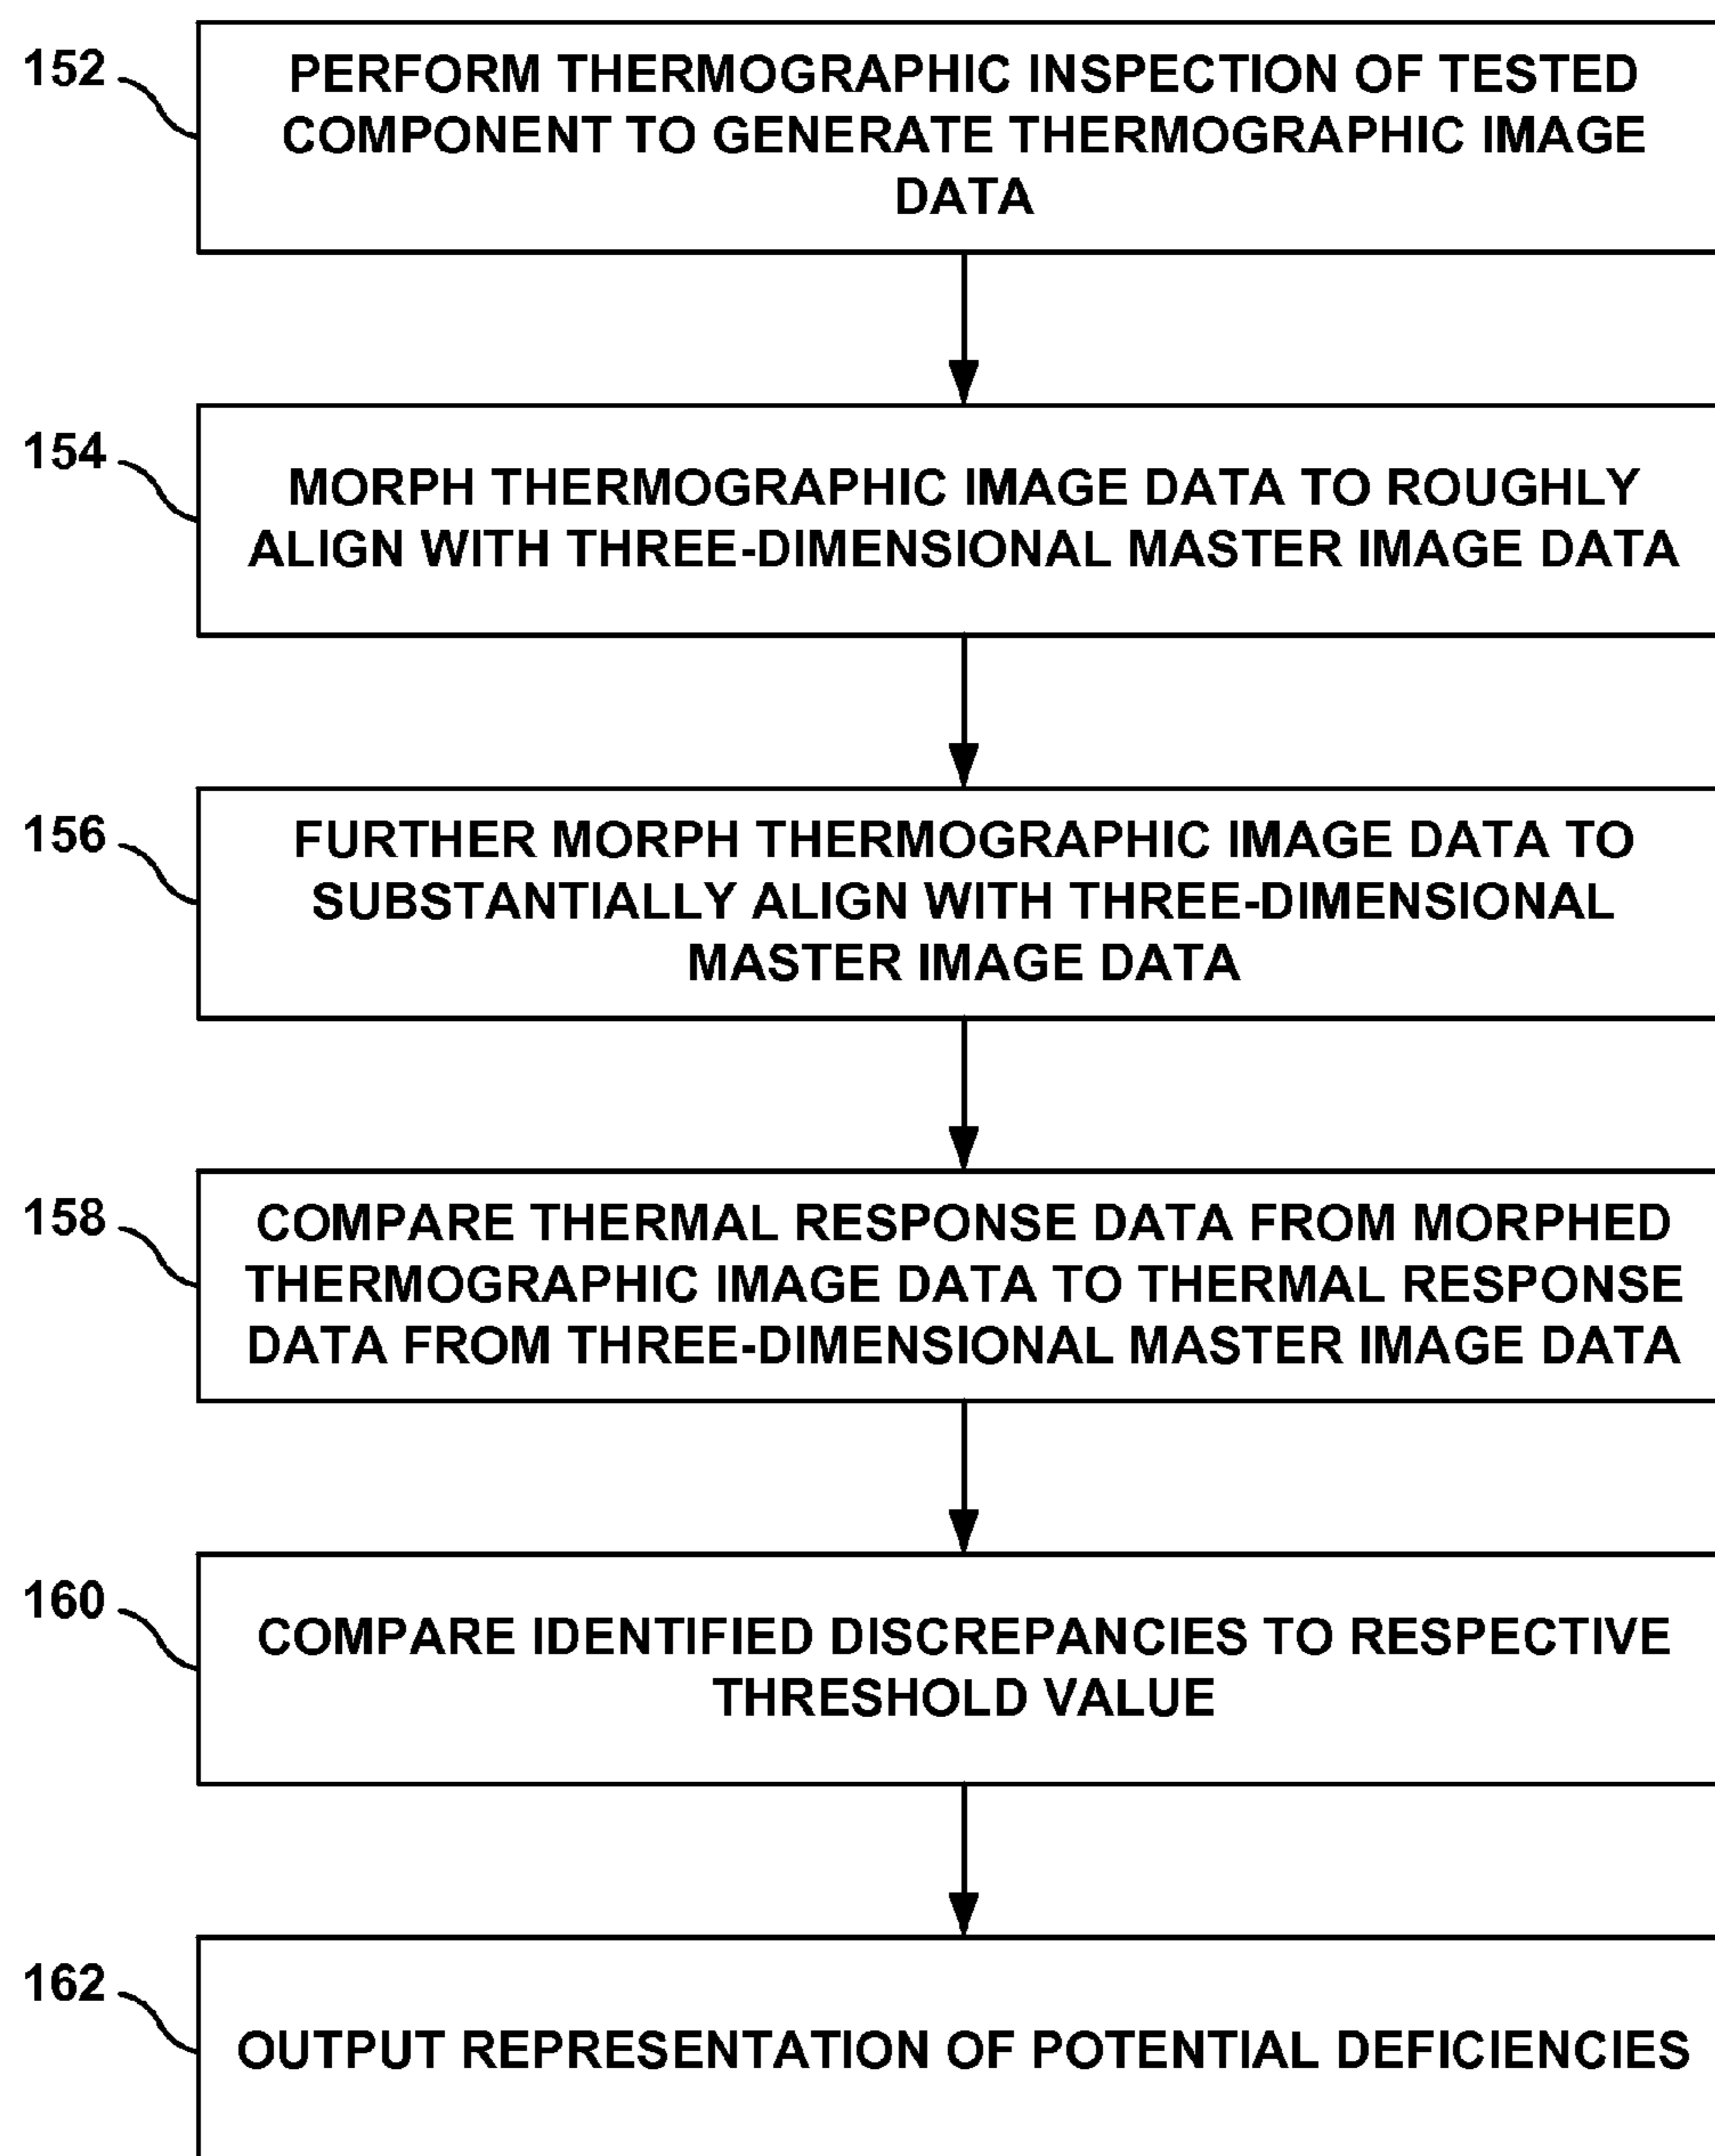 152
PERFORM THERMOGRAPHIC INSPECTION OF TESTED
COMPONENT TO GENERATE THERMOGRAPHIC IMAGE
DATA
154
MORPH THERMOGRAPHIC IMAGE DATA TO ROUGHLY
ALIGN WITH THREE-DIMENSIONAL MASTER IMAGE DATA
156
FURTHER MORPH THERMOGRAPHIC IMAGE DATA TO
SUBSTANTIALLY ALIGN WITH THREE-DIMENSIONAL
MASTER IMAGE DATA
158
COMPARE THERMAL RESPONSE DATA FROM MORPHED
THERMOGRAPHIC IMAGE DATA TO THERMAL RESPONSE
DATA FROM THREE-DIMENSIONAL MASTER IMAGE DATA
160
COMPARE IDENTIFIED DISCREPANCIES TO RESPECTIVE
THRESHOLD VALUE
162
OUTPUT REPRESENTATION OF POTENTIAL DEFICIENCIES